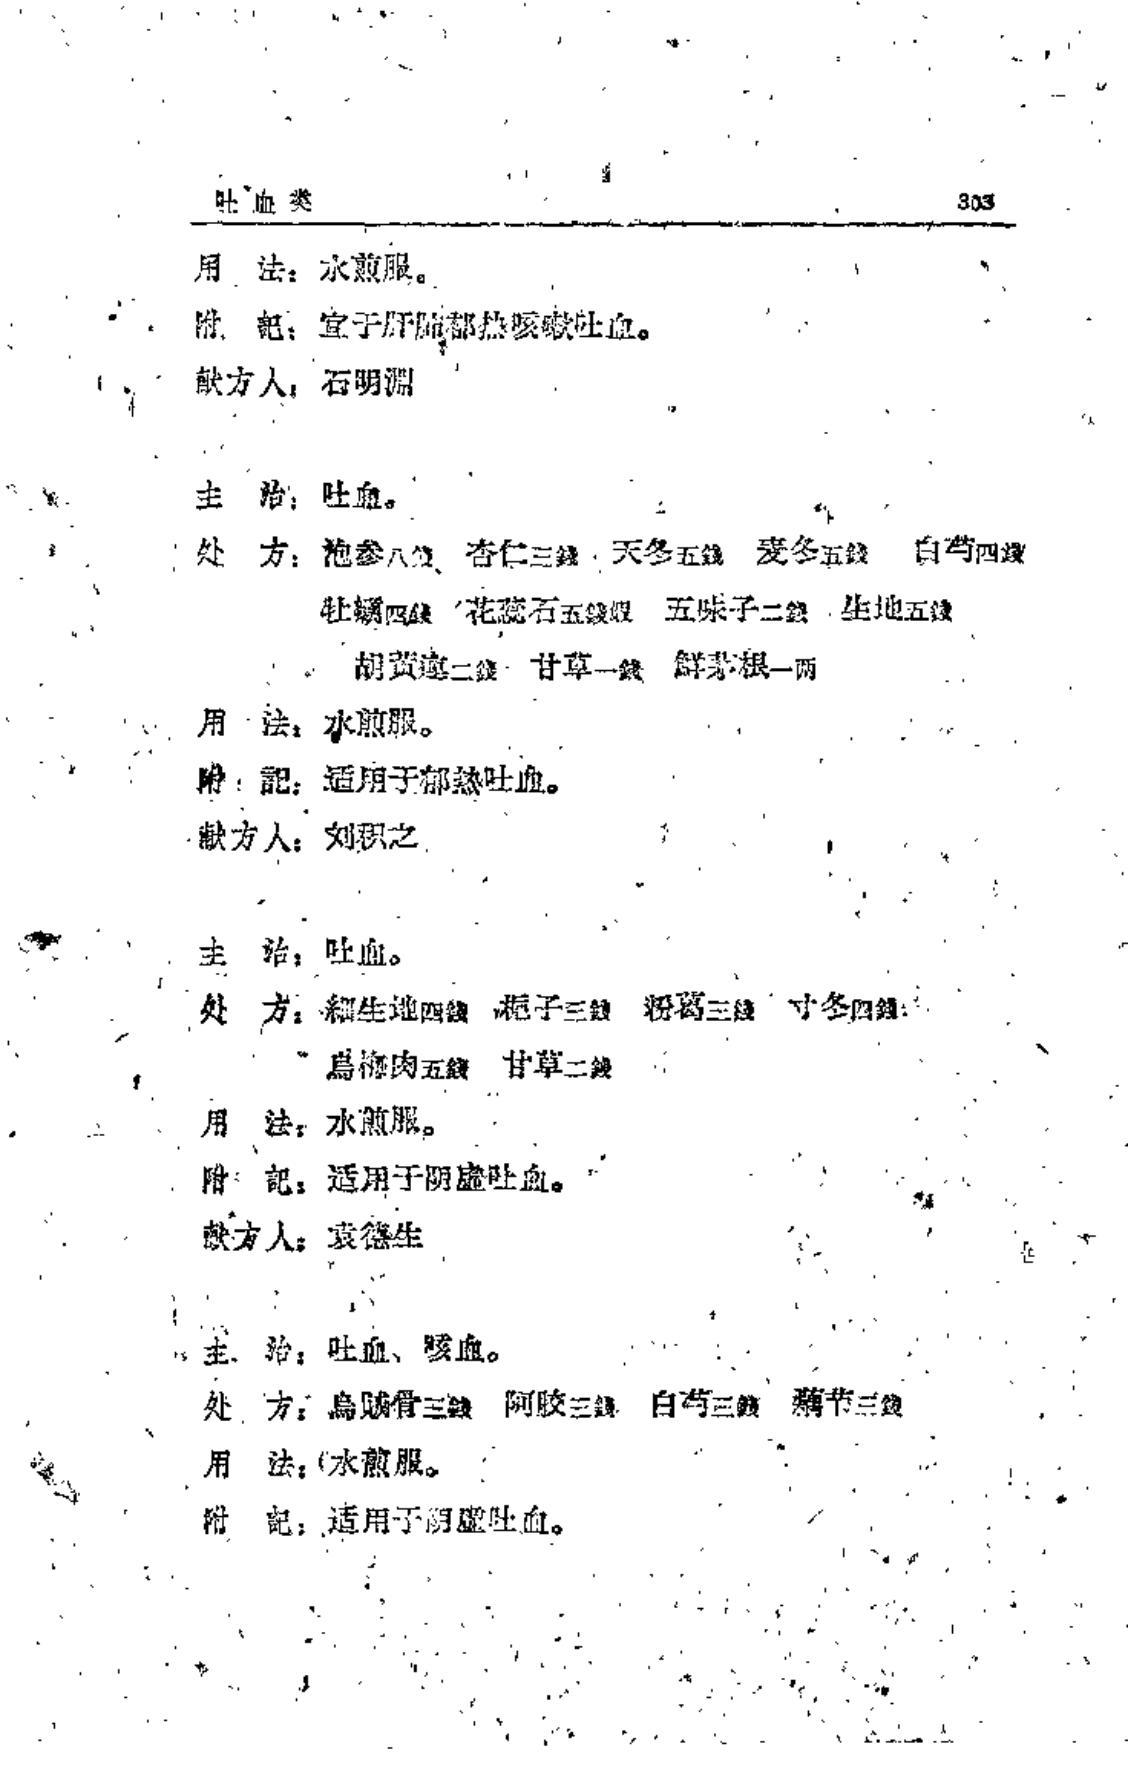 吐血类 303
用 法：水煎服。
附 記：宜于肝肺郁热咳嗽吐血。
献方人：石明淵
主 治：吐血。
处 方：泡参八錢 杏仁三錢 天冬五錢 麦冬五錢 白芍四錢
牡蠣四錢 花蕊石五錢煅 五味子二錢 生地五錢
胡黃連二錢 甘草一錢 鮮茅根一两
用 法：水煎服。
附 記：适用于郁熱吐血。
献方人：刘积之
主 治：吐血。
处 方：細生地四錢 梔子三錢 粉葛三錢 寸冬四錢
烏梅肉五錢 甘草二錢
用 法：水煎服。
附 記：适用于阴虛吐血。
献方人：袁德生
主 治：吐血、咳血。
处 方：烏賊骨三錢 阿胶三錢 白芍三錢 藕节三錢
用 法：水煎服。
附 記：适用于阴虛吐血。